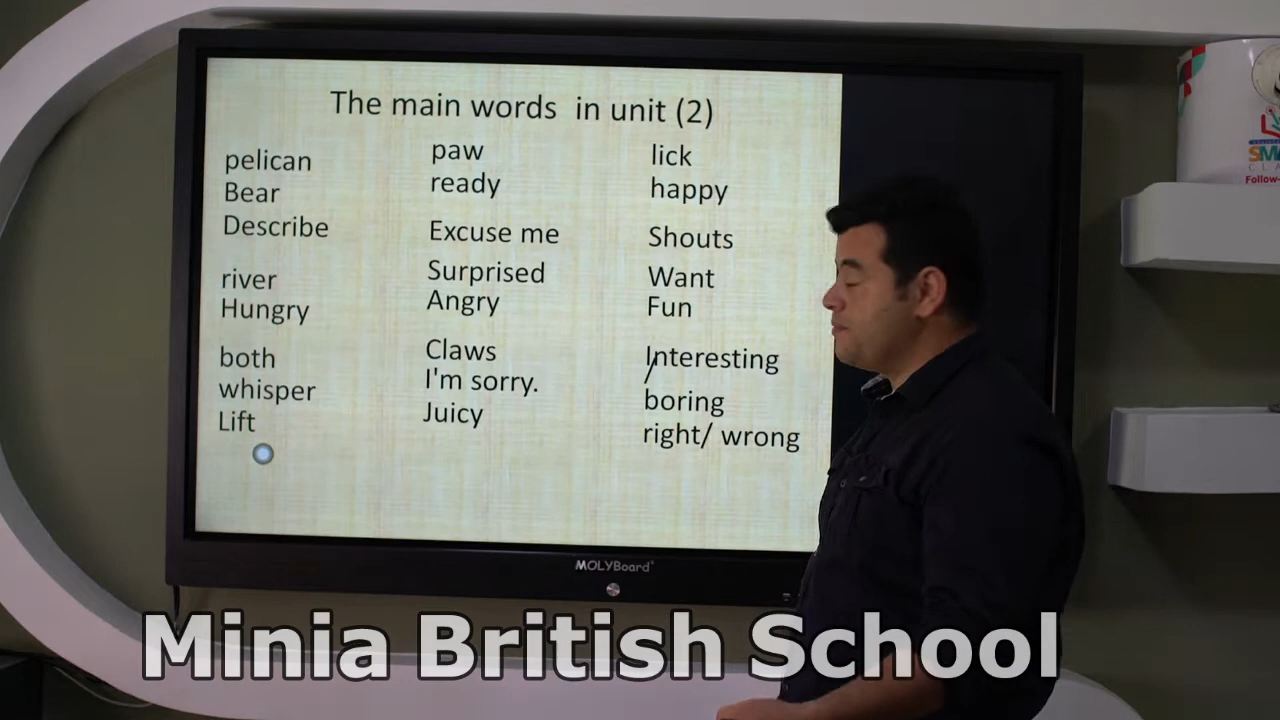 The main words in unit (2)
pelican
Bear
Describe
river
Hungry
both
whisper
Lift
paw
ready
Excuse me
Surprised
Angry
Claws
I'm sorry.
Juicy
lick
happy
Shouts
Want
Fun
Interesting
/
boring
right/ wrong
MOLYBoard
Follow-
Minia British School